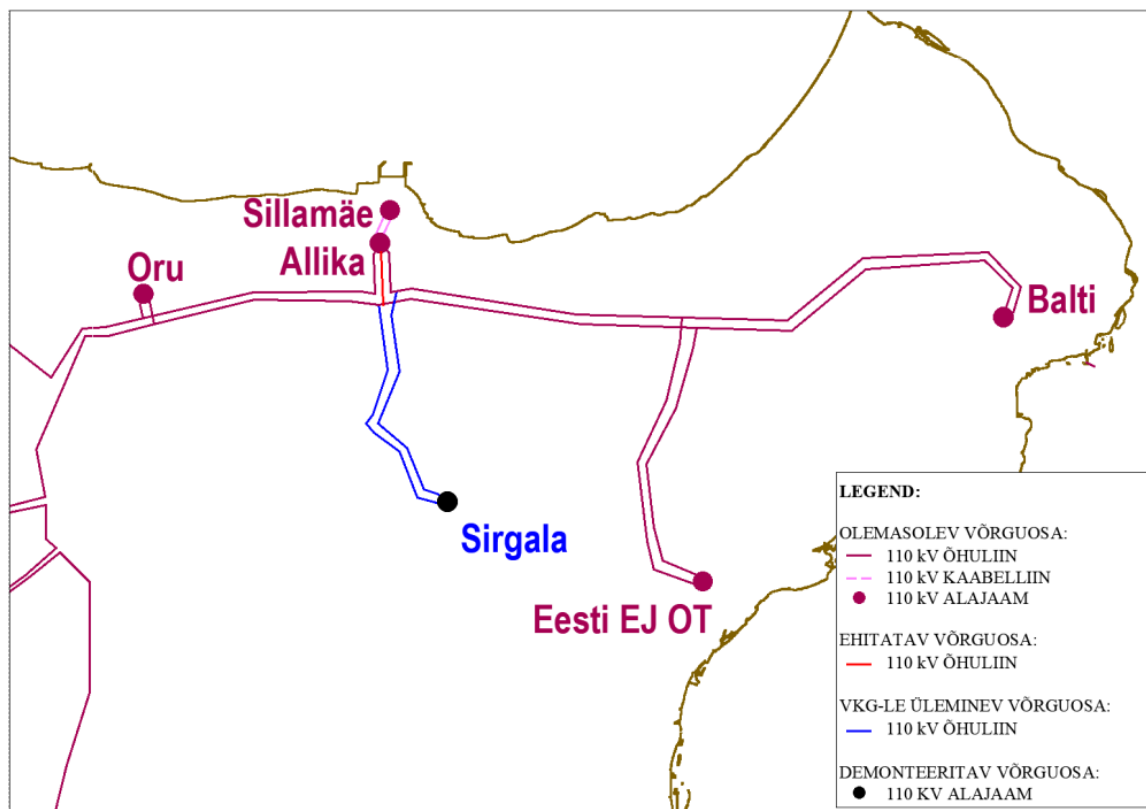 Sillamäe
Allika
Oru
Balti
Sirgala
Eesti EJ OT
LEGEND:
OLEMASOLEV VÕRGUOSA:
110 kV ÕHULIIN
110 kV KAABELLIIN
110 kV ALAJAAM
EHITATAV VÕRGUOSA:
110 kV ÕHULIIN
VKG-LE ÜLEMINEV VÕRGUOSA:
110 kV ÕHULIIN
DEMONTEERITAV VÕRGUOSA:
110 KV ALAJAAM